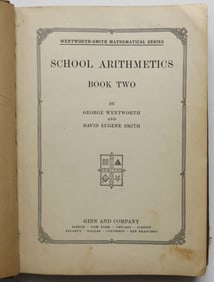 WENTWORTH-SMITH MATHEMATICAL SERIES
SCHOOL ARITHMETICS
BOOK TWO
BY
GEORGE WENTWORTH
AND
DAVID EUGENE SMITH
GINN AND COMPANY
BOSTON · NEW YORK · CHICAGO · LONDON
ATLANTA · DALLAS · COLUMBUS · SAN FRANCISCO